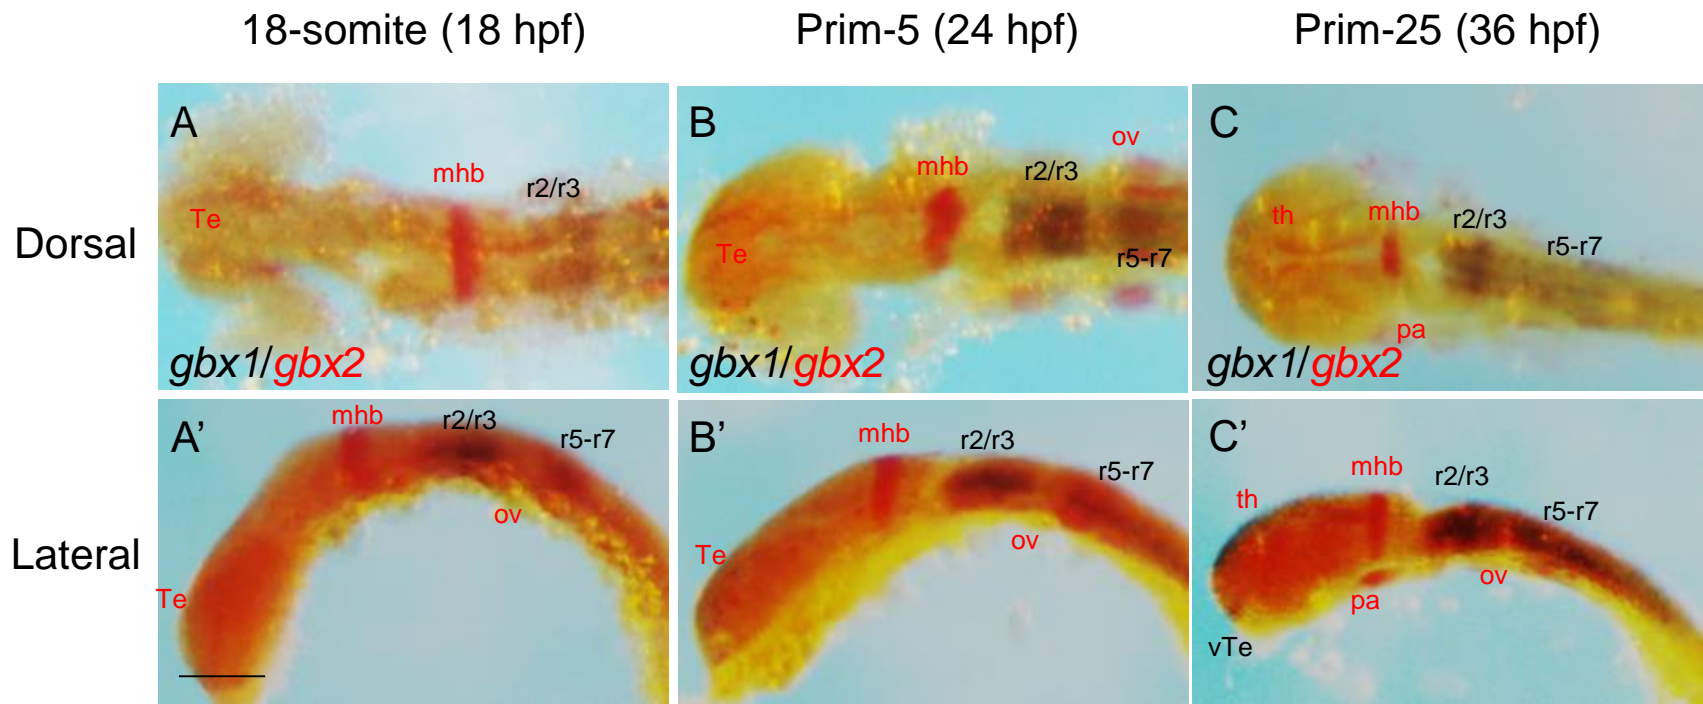 18-somite (18 hpf)
Prim-5 (24 hpf)
Prim-25 (36 hpf)
Dorsal
A
Te
mhb
r2/r3
gbx1/gbx2
B
Te
mhb
r2/r3
ov
r5-r7
gbx1/gbx2
C
th
mhb
r2/r3
r5-r7
pa
gbx1/gbx2
Lateral
A’
mhb
r2/r3
r5-r7
ov
Te
B’
mhb
r2/r3
r5-r7
ov
Te
C’
mhb
r2/r3
th
r5-r7
ov
pa
vTe